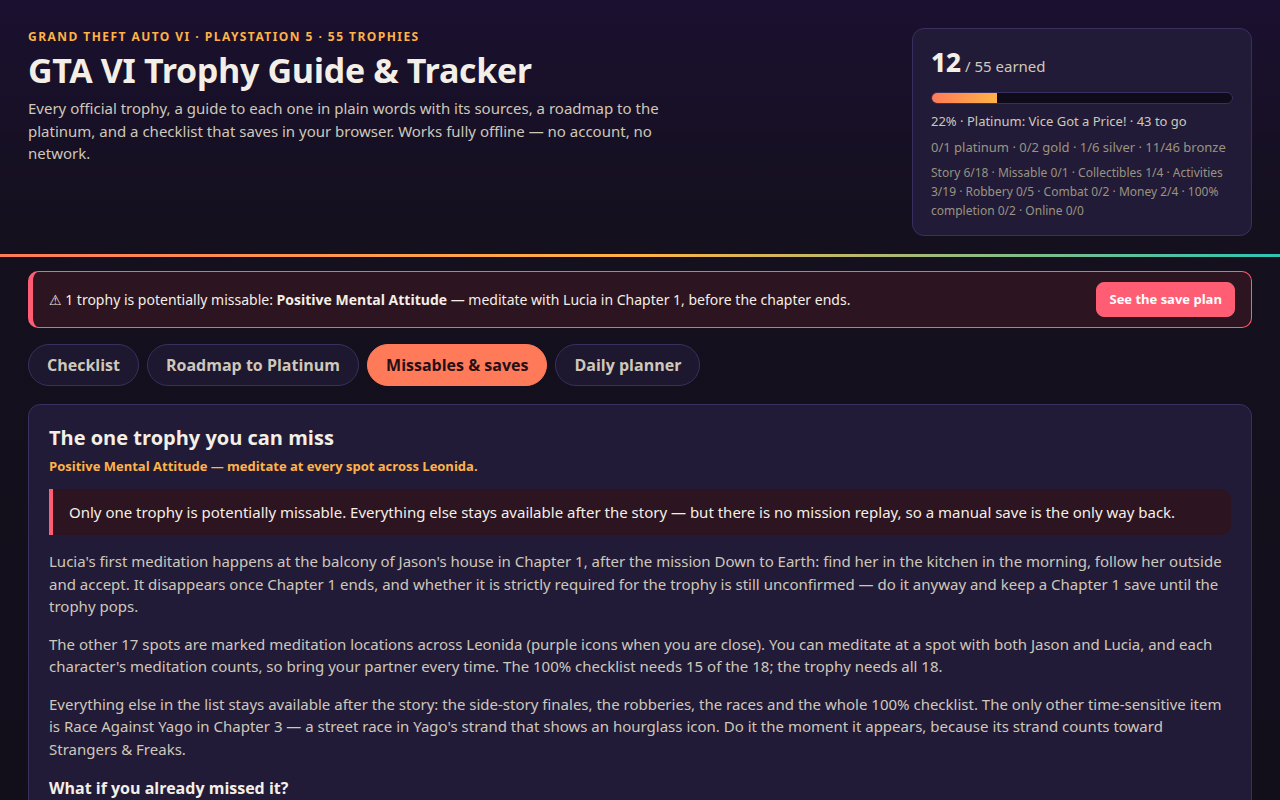 GRAND THEFT AUTO VI · PLAYSTATION 5 · 55 TROPHIES
GTA VI Trophy Guide & Tracker
Every official trophy, a guide to each one in plain words with its sources, a roadmap to the
platinum, and a checklist that saves in your browser. Works fully offline — no account, no
network.
12 / 55 earned
22% · Platinum: Vice Got a Price! · 43 to go
0/1 platinum · 0/2 gold · 1/6 silver · 11/46 bronze
Story 6/18 · Missable 0/1 · Collectibles 1/4 · Activities
3/19 · Robbery 0/5 · Combat 0/2 · Money 2/4 · 100%
completion 0/2 · Online 0/0
⚠ 1 trophy is potentially missable: Positive Mental Attitude — meditate with Lucia in Chapter 1, before the chapter ends.
See the save plan
Checklist
Roadmap to Platinum
Missables & saves
Daily planner
The one trophy you can miss
Positive Mental Attitude — meditate at every spot across Leonida.
Only one trophy is potentially missable. Everything else stays available after the story — but there is no mission replay, so a manual save is the only way back.
Lucia's first meditation happens at the balcony of Jason's house in Chapter 1, after the mission Down to Earth: find her in the kitchen in the morning, follow her outside
and accept. It disappears once Chapter 1 ends, and whether it is strictly required for the trophy is still unconfirmed — do it anyway and keep a Chapter 1 save until the
trophy pops.
The other 17 spots are marked meditation locations across Leonida (purple icons when you are close). You can meditate at a spot with both Jason and Lucia, and each
character's meditation counts, so bring your partner every time. The 100% checklist needs 15 of the 18; the trophy needs all 18.
Everything else in the list stays available after the story: the side-story finales, the robberies, the races and the whole 100% checklist. The only other time-sensitive item
is Race Against Yago in Chapter 3 — a street race in Yago's strand that shows an hourglass icon. Do it the moment it appears, because its strand counts toward
Strangers & Freaks.
What if you already missed it?